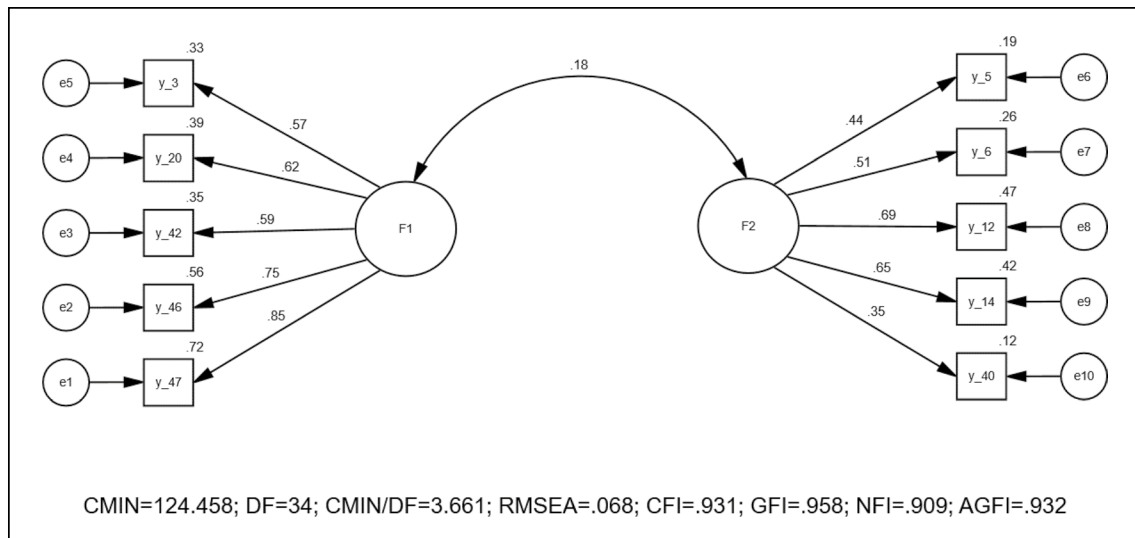 .33
.19
e5 y_3 .18 y_5 e6
.57
.44
.39
.26
e4 y_20 .62 .51 y_6 e7
.35
.47
e3 y_42 .59 F1 F2 .69 y_12 e8
.56
.42
e2 y_46 .75 .65 y_14 e9
.85
.35
.72
.12
e1 y_47 y_40 e10
CMIN=124.458; DF=34; CMIN/DF=3.661; RMSEA=.068; CFI=.931; GFI=.958; NFI=.909; AGFI=.932